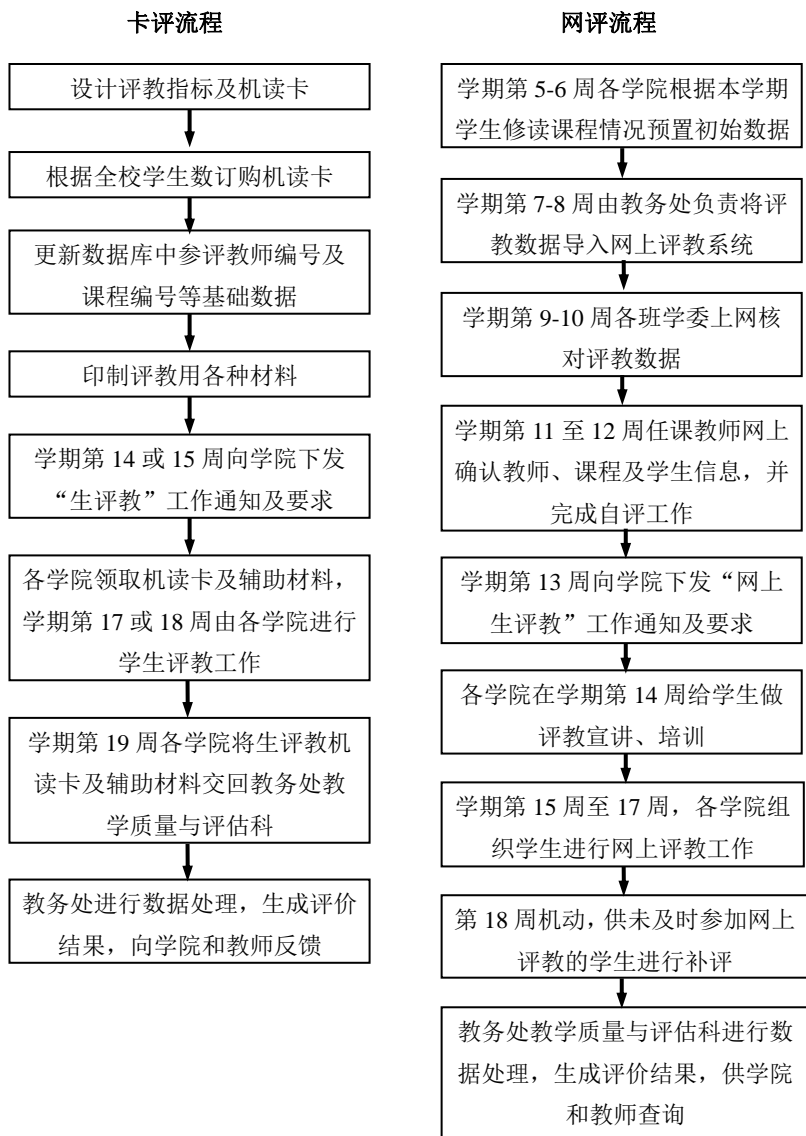 卡评流程
设计评教指标及机读卡
根据全校学生数订购机读卡
更新数据库中参评教师编号及
课程编号等基础数据
印制评教用各种材料
学期第 14 或 15 周向学院下发
“生评教”工作通知及要求
各学院领取机读卡及辅助材料，
学期第 17 或 18 周由各学院进行
学生评教工作
学期第 19 周各学院将生评教机
读卡及辅助材料交回教务处教
学质量与评估科
教务处进行数据处理，生成评价
结果，向学院和教师反馈
网评流程
学期第 5-6 周各学院根据本学期
学生修读课程情况预置初始数据
学期第 7-8 周由教务处负责将评
教数据导入网上评教系统
学期第 9-10 周各班学委上网核
对评教数据
学期第 11 至 12 周任课教师网上
确认教师、课程及学生信息，并
完成自评工作
学期第 13 周向学院下发“网上
生评教”工作通知及要求
各学院在学期第 14 周给学生做
评教宣讲、培训
学期第 15 周至 17 周，各学院组
织学生进行网上评教工作
第 18 周机动，供未及时参加网上
评教的学生进行补评
教务处教学质量与评估科进行数
据处理，生成评价结果，供学院
和教师查询